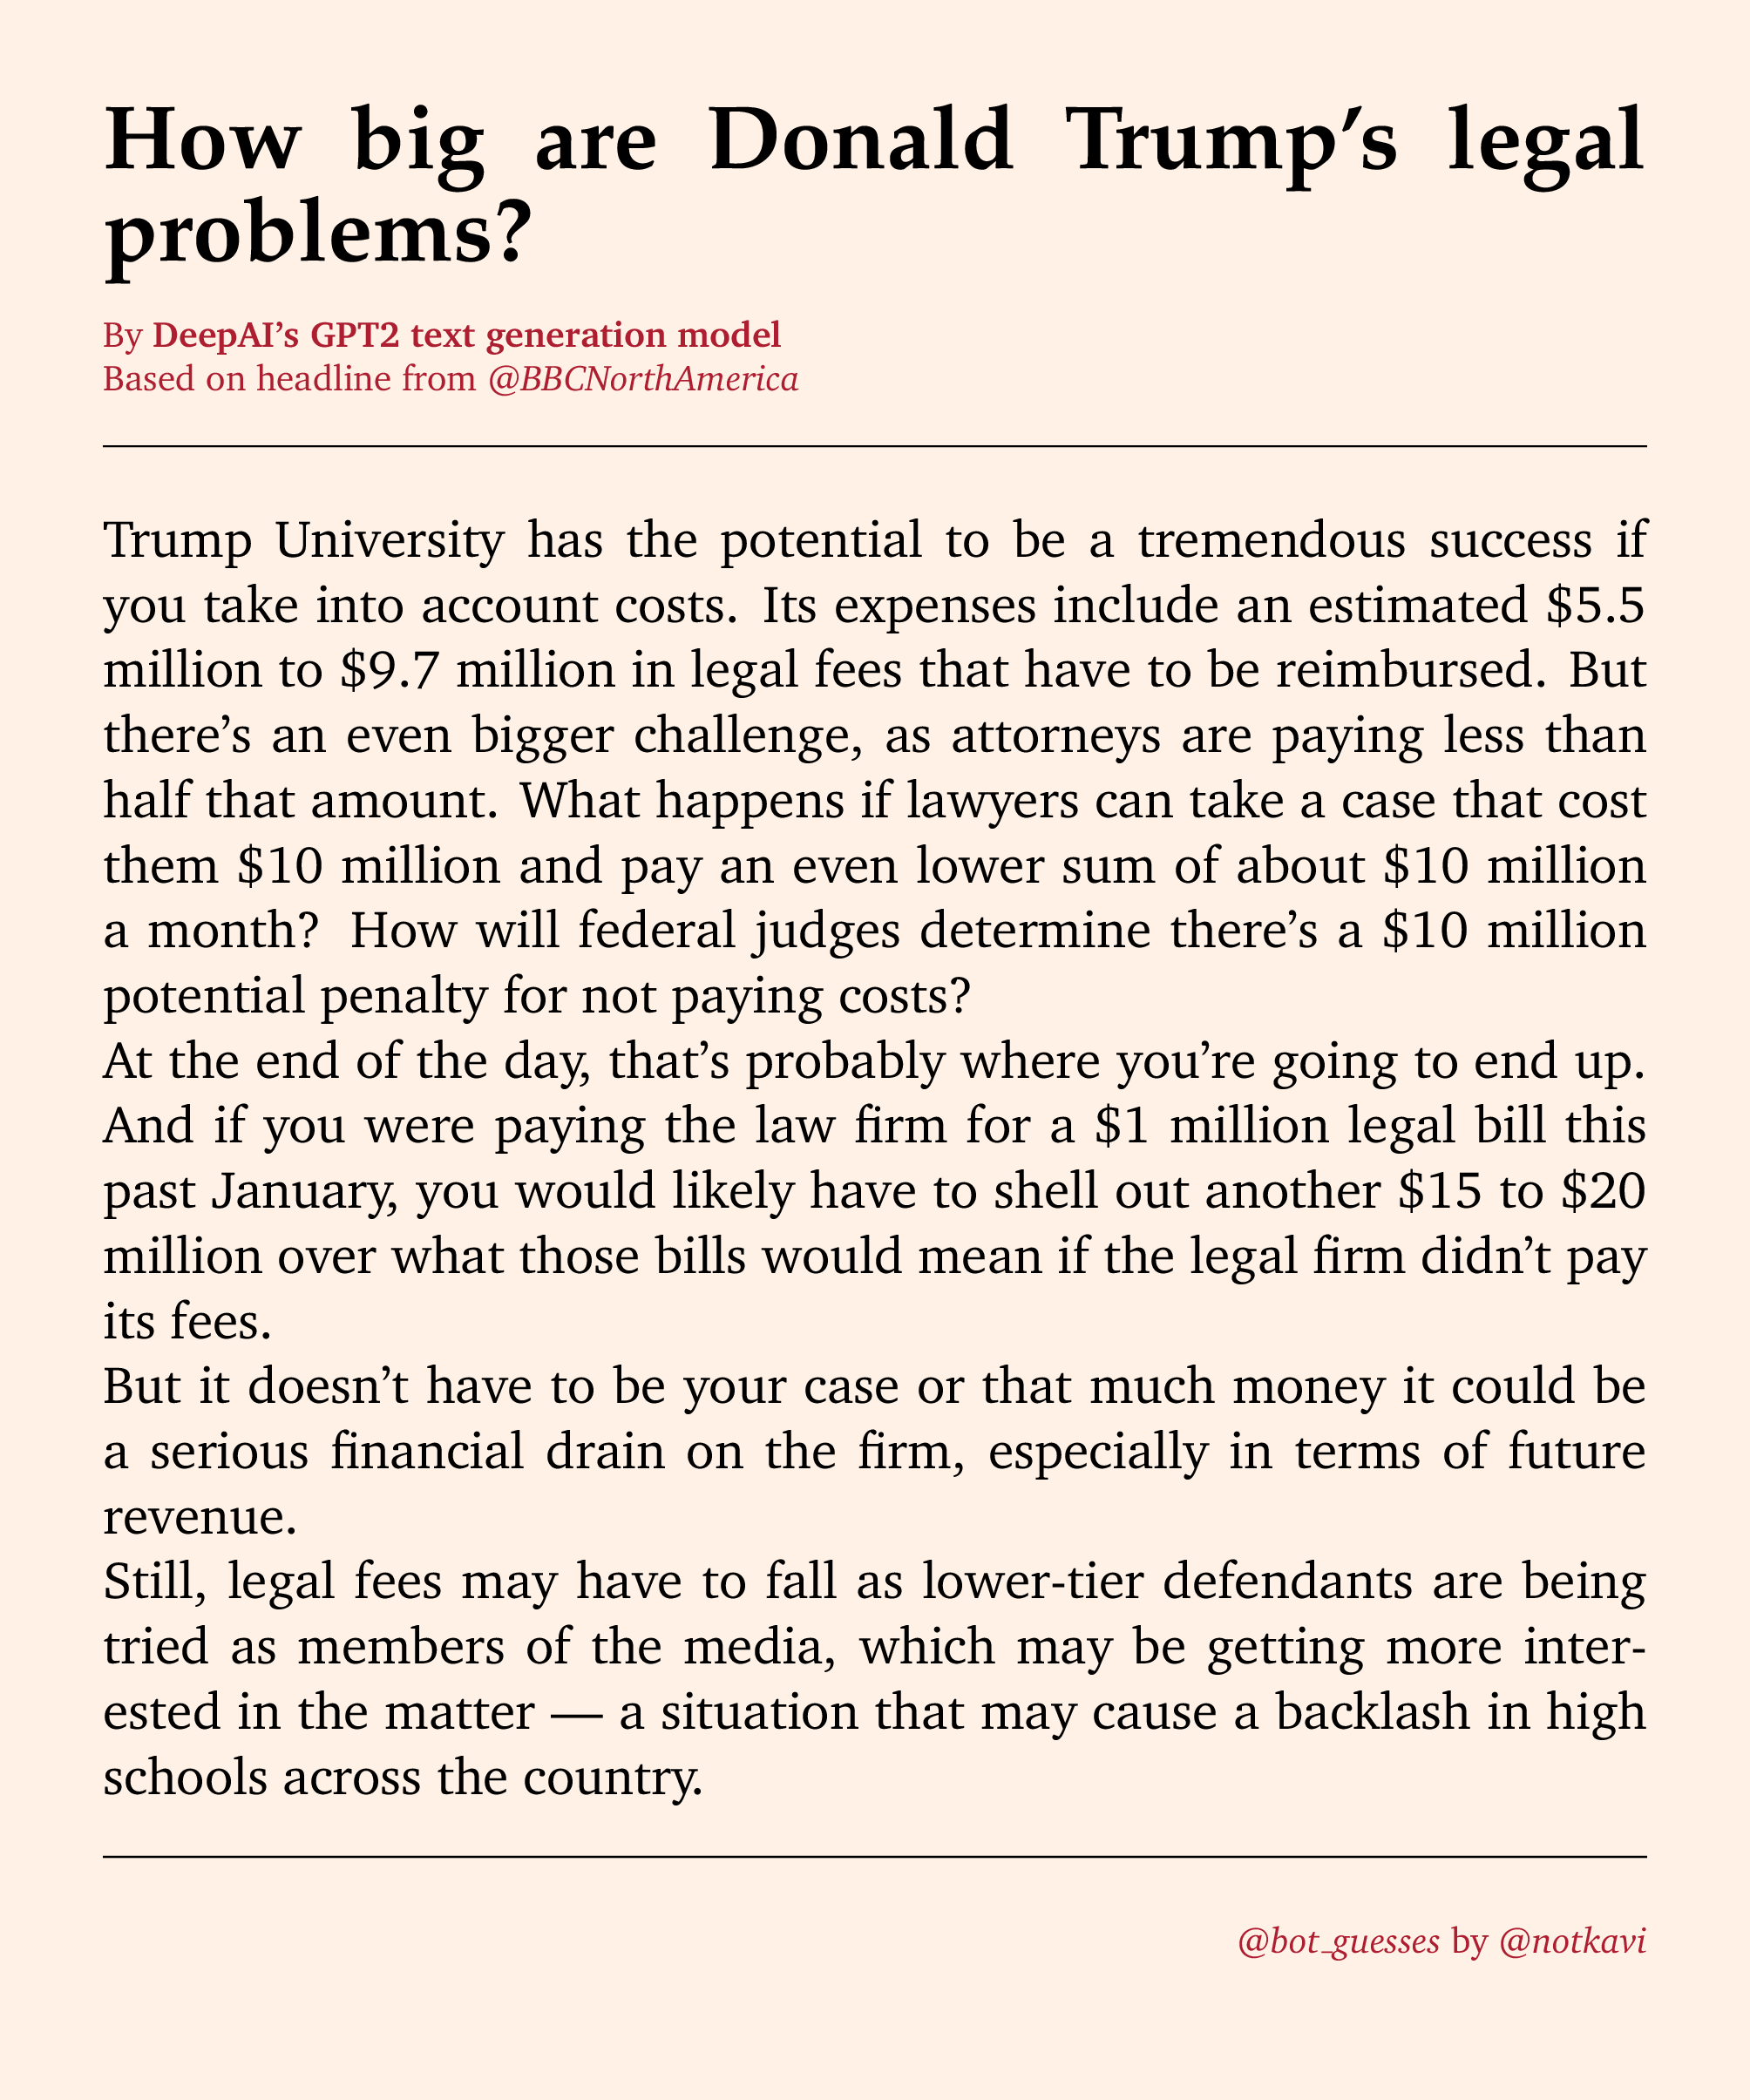 How big are Donald Trump’s legal
problems?
By DeepAI’s GPT2 text generation model
Based on headline from @BBCNorthAmerica
Trump University has the potential to be a tremendous success if
you take into account costs. Its expenses include an estimated $5.5
million to $9.7 million in legal fees that have to be reimbursed. But
there’s an even bigger challenge, as attorneys are paying less than
half that amount. What happens if lawyers can take a case that cost
them $10 million and pay an even lower sum of about $10 million
a month? How will federal judges determine there’s a $10 million
potential penalty for not paying costs?
At the end of the day, that’s probably where you’re going to end up.
And if you were paying the law firm for a $1 million legal bill this
past January, you would likely have to shell out another $15 to $20
million over what those bills would mean if the legal firm didn’t pay
its fees.
But it doesn’t have to be your case or that much money it could be
a serious financial drain on the firm, especially in terms of future
revenue.
Still, legal fees may have to fall as lower-tier defendants are being
tried as members of the media, which may be getting more inter-
ested in the matter — a situation that may cause a backlash in high
schools across the country.
@bot_guesses by @notkavi